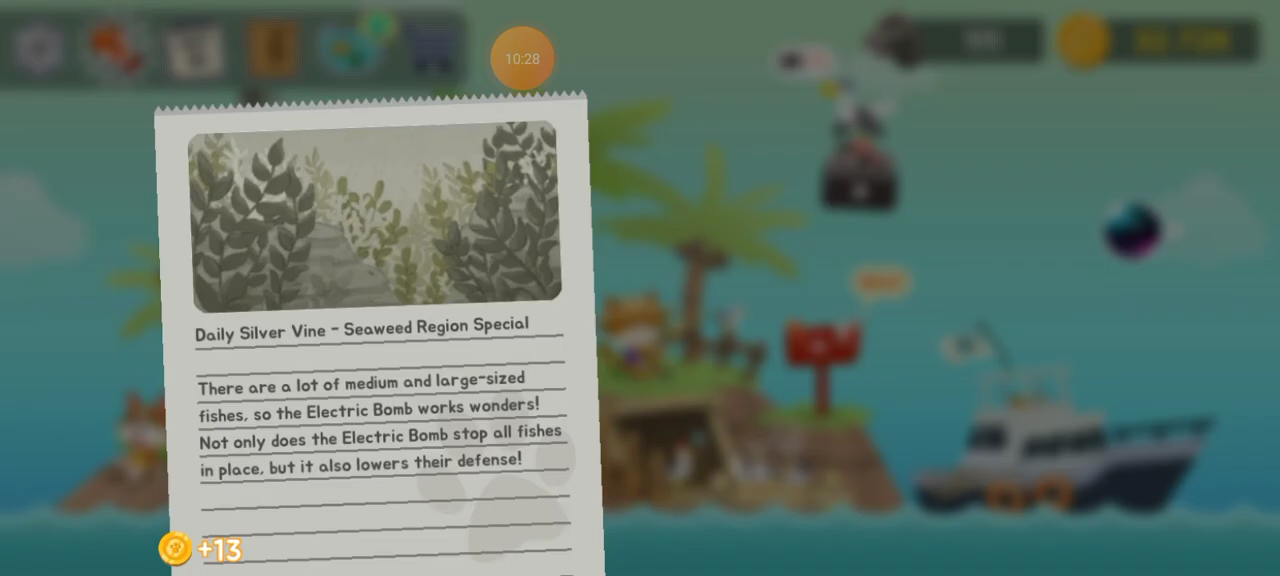 10:28
Daily Silver Vine - Seaweed Region Special
There are a lot of medium and large-sized
fishes, so the Electric Bomb works wonders!
Not only does the Electric Bomb stop all fishes
in place, but it also lowers their defense!
+13